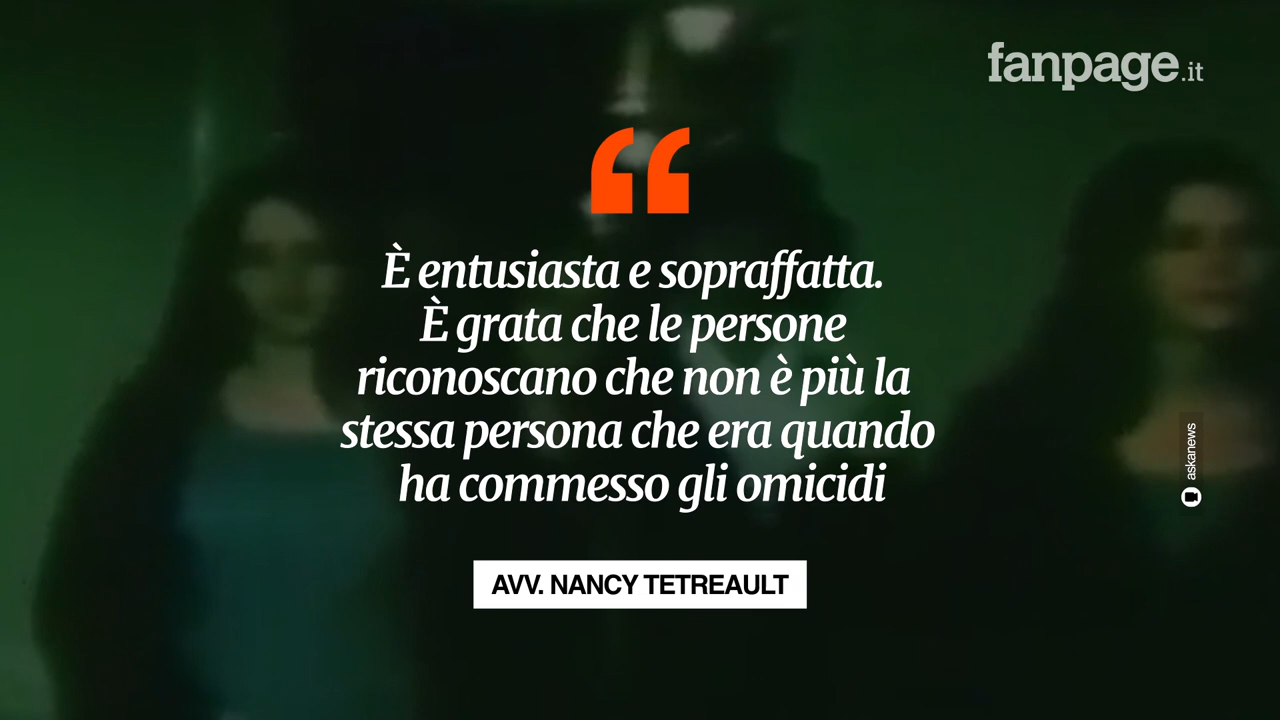 fanpage.it
“
È entusiasta e sopraffatta.
È grata che le persone
riconoscano che non è più la
stessa persona che era quando
ha commesso gli omicidi
askanews
AVV. NANCY TETREAULT